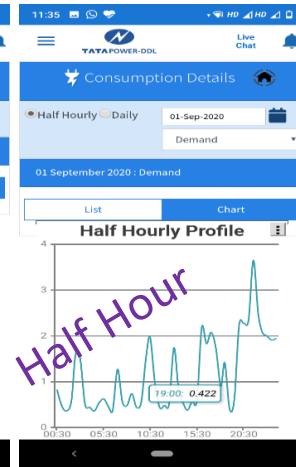 11:35 HD HD
TATA POWER-DDL
Live
Chat
Consumption Details
Half Hourly Daily
01-Sep-2020
Demand
01 September 2020 : Demand
List Chart
Half Hourly Profile
4
3
2
1
0
Half Hour
19:00: 0.422
00:30 05:30 10:30 15:30 20:30